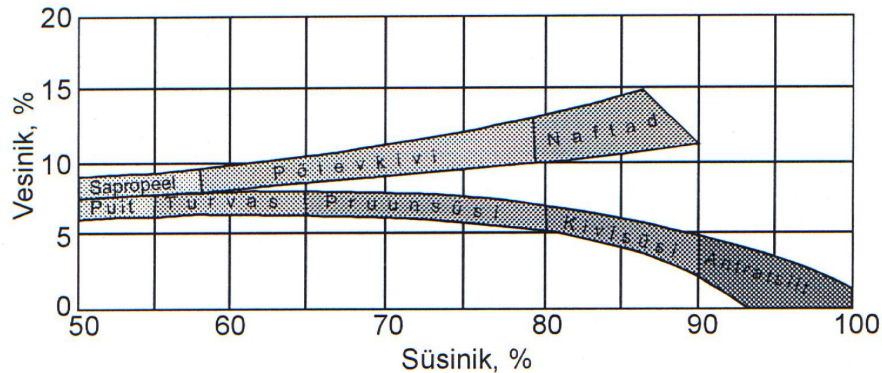 20
15
10
5
0
Vesinik, %
Naftad
Põlevkivi
Sapropeel
Puit Turvas Pruunsüsi Kivisüsi Antratsiit
50 60 70 80 90 100
Süsinik, %